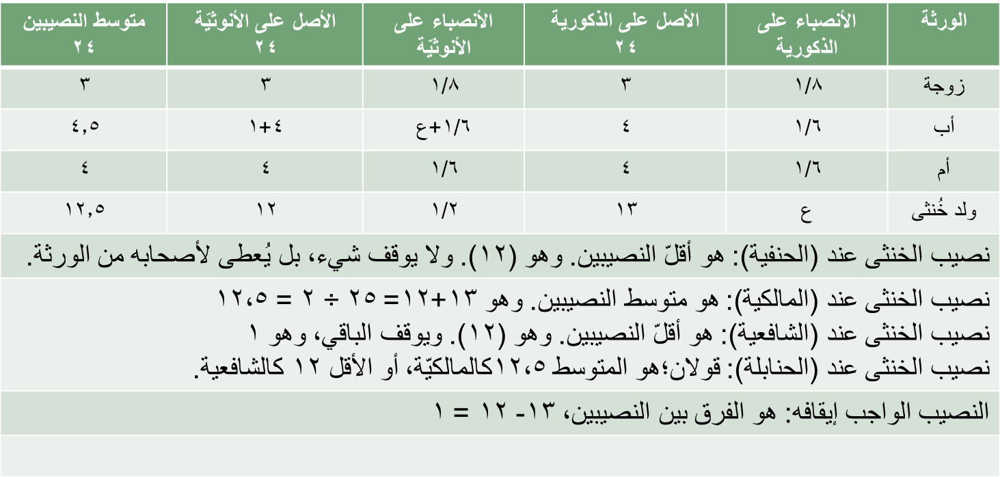 الورثة | الأنصباء على الذكورية | الأصل على الذكورية ٢٤ | الأنصباء على الأنوثيّة | الأصل على الأنوثيّة ٢٤ | متوسط النصيبين ٢٤
زوجة | ١/٨ | ٣ | ١/٨ | ٣ | ٣
أب | ١/٦ | ٤ | ١/٦+ع | ٤+١ | ٤,٥
أم | ١/٦ | ٤ | ١/٦ | ٤ | ٤
ولد خُنثى | ع | ١٣ | ١/٢ | ١٢ | ١٢,٥
نصيب الخنثى عند (الحنفية): هو أقلّ النصيبين. وهو (١٢). ولا يوقف شيء، بل يُعطى لأصحابه من الورثة.
نصيب الخنثى عند (المالكية): هو متوسط النصيبين. وهو ١٣+١٢= ٢٥ ÷ ٢ = ١٢،٥
نصيب الخنثى عند (الشافعية): هو أقلّ النصيبين. وهو (١٢). ويوقف الباقي، وهو ١
نصيب الخنثى عند (الحنابلة): قولان؛هو المتوسط ١٢،٥كالمالكيّة، أو الأقل ١٢ كالشافعية.
النصيب الواجب إيقافه: هو الفرق بين النصيبين، ١٣- ١٢ = ١